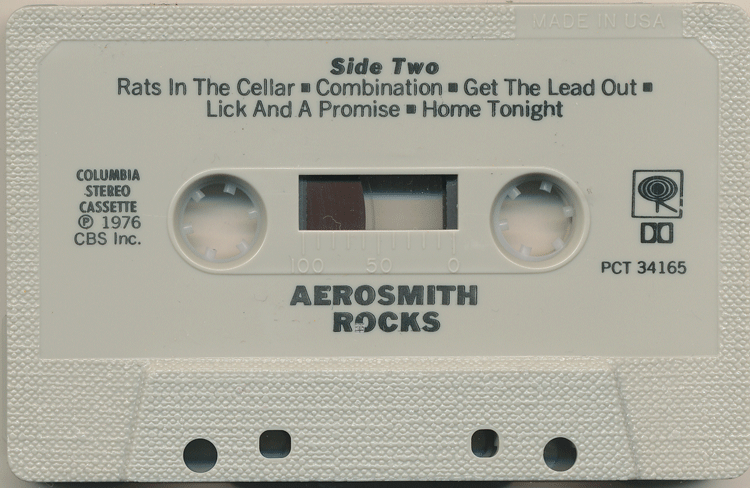 MADE IN USA
Side Two
Rats In The Cellar ▪ Combination ▪ Get The Lead Out ▪
Lick And A Promise ▪ Home Tonight
COLUMBIA
STEREO
CASSETTE
℗ 1976
CBS Inc.
PCT 34165
100 50 0
AEROSMITH
ROCKS